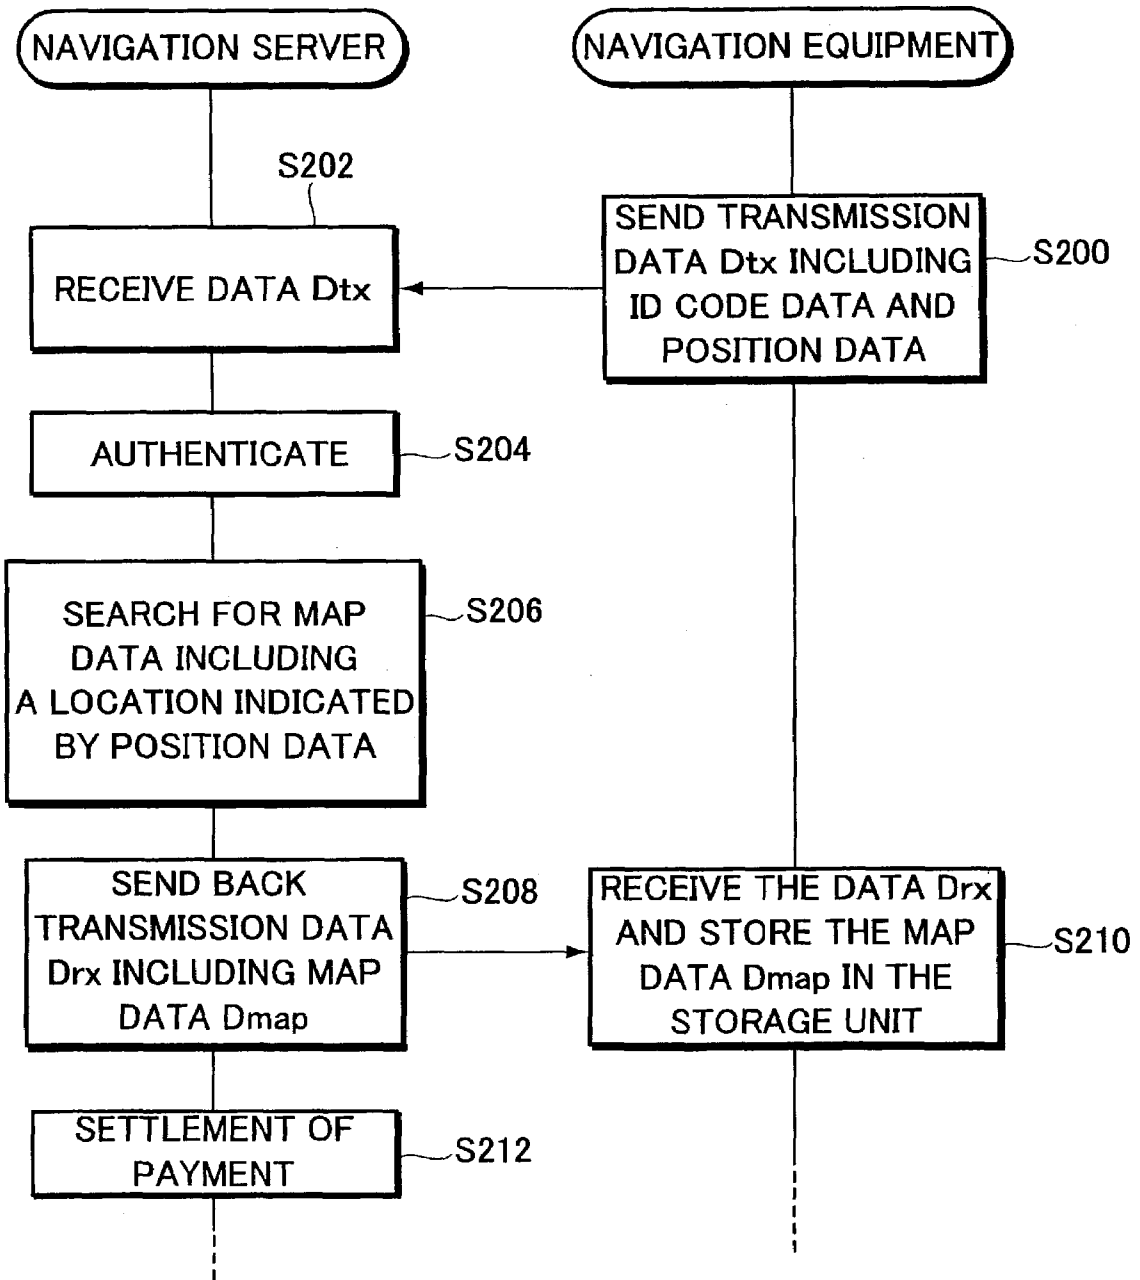 NAVIGATION SERVER
NAVIGATION EQUIPMENT
S202
RECEIVE DATA Dtx
SEND TRANSMISSION
DATA Dtx INCLUDING
ID CODE DATA AND
POSITION DATA
S200
AUTHENTICATE
S204
SEARCH FOR MAP
DATA INCLUDING
A LOCATION INDICATED
BY POSITION DATA
S206
SEND BACK
TRANSMISSION DATA
Drx INCLUDING MAP
DATA Dmap
S208
RECEIVE THE DATA Drx
AND STORE THE MAP
DATA Dmap IN THE
STORAGE UNIT
S210
SETTLEMENT OF
PAYMENT
S212